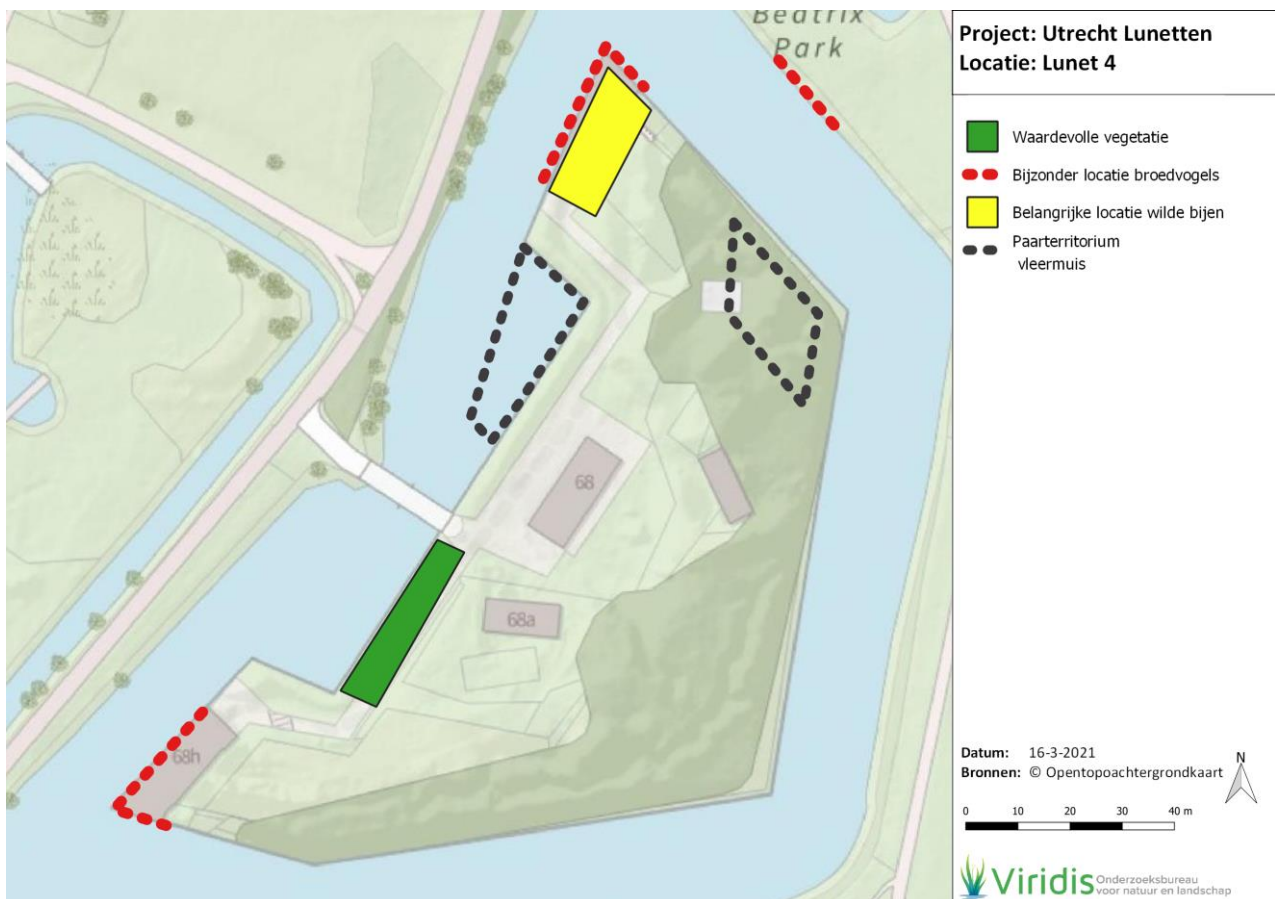 Beatrix
Park
68
68a
68h
Project: Utrecht Lunetten
Locatie: Lunet 4
Waardevolle vegetatie
Bijzonder locatie broedvogels
Belangrijke locatie wilde bijen
Paarterritorium
vleermuis
Datum: 16-3-2021
Bronnen: © Opentopoachtergrondkaart
N
0 10 20 30 40 m
Viridis Onderzoeksbureau
voor natuur en landschap